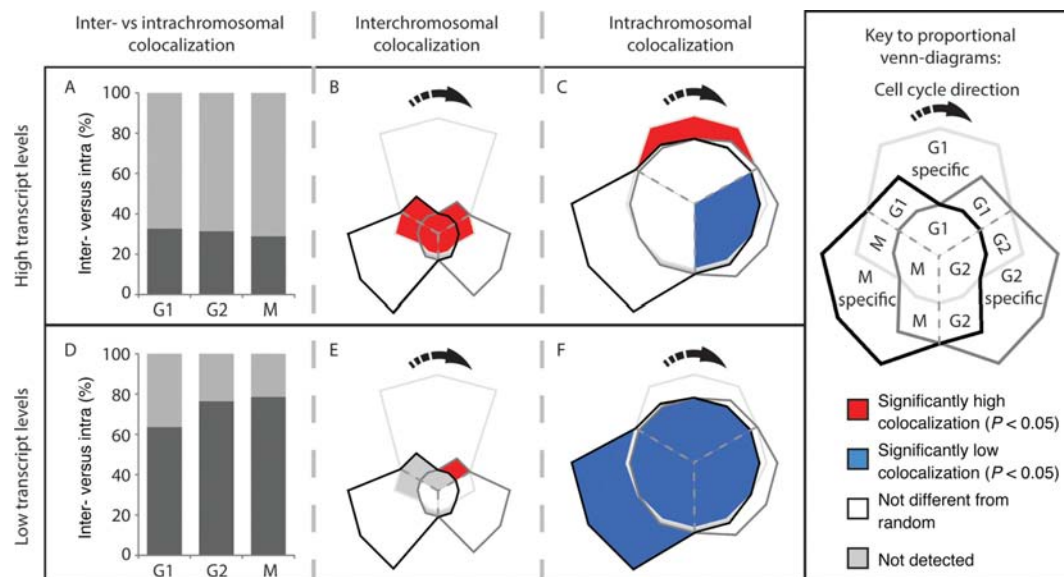 Inter- vs intrachromosomal
colocalization
Interchromosomal
colocalization
Intrachromosomal
colocalization
Key to proportional
venn-diagrams:
Cell cycle direction
G1
specific
G1
G1
G1
M
G2
M
G2
M
specific
G2
specific
M
G2
High transcript levels
A
Inter- versus intra (%)
100
80
60
40
20
0
G1
G2
M
B
C
Low transcript levels
D
Inter- versus intra (%)
100
80
60
40
20
0
G1
G2
M
E
F
Significantly high
colocalization (P < 0.05)
Significantly low
colocalization (P < 0.05)
Not different from
random
Not detected